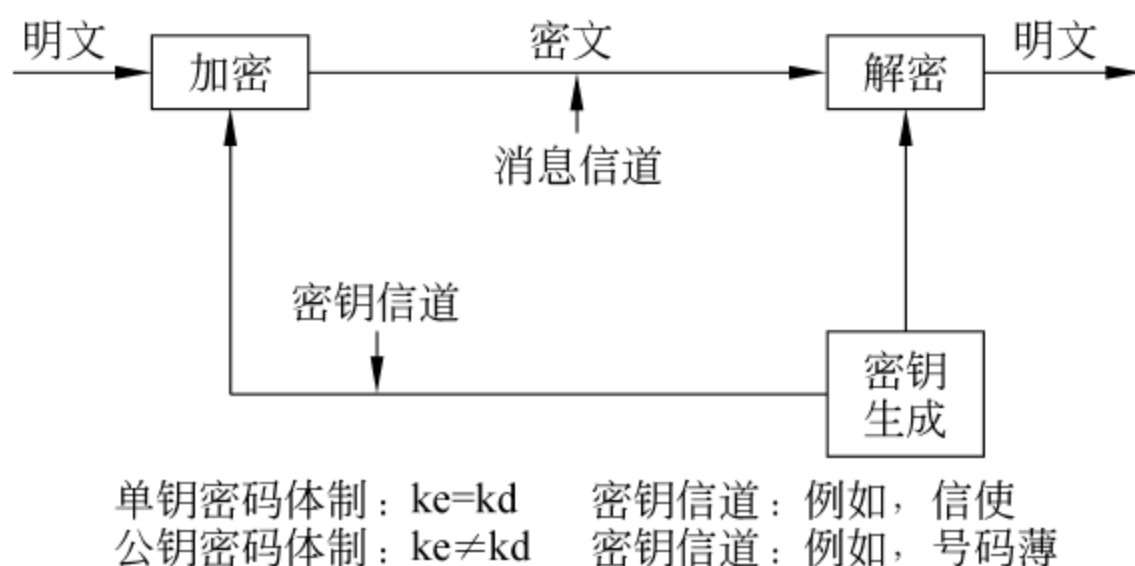 明文
加密
密文
解密
明文
消息信道
密钥信道
密钥
生成
单钥密码体制：ke=kd 密钥信道：例如，信使
公钥密码体制：ke≠kd 密钥信道：例如，号码薄